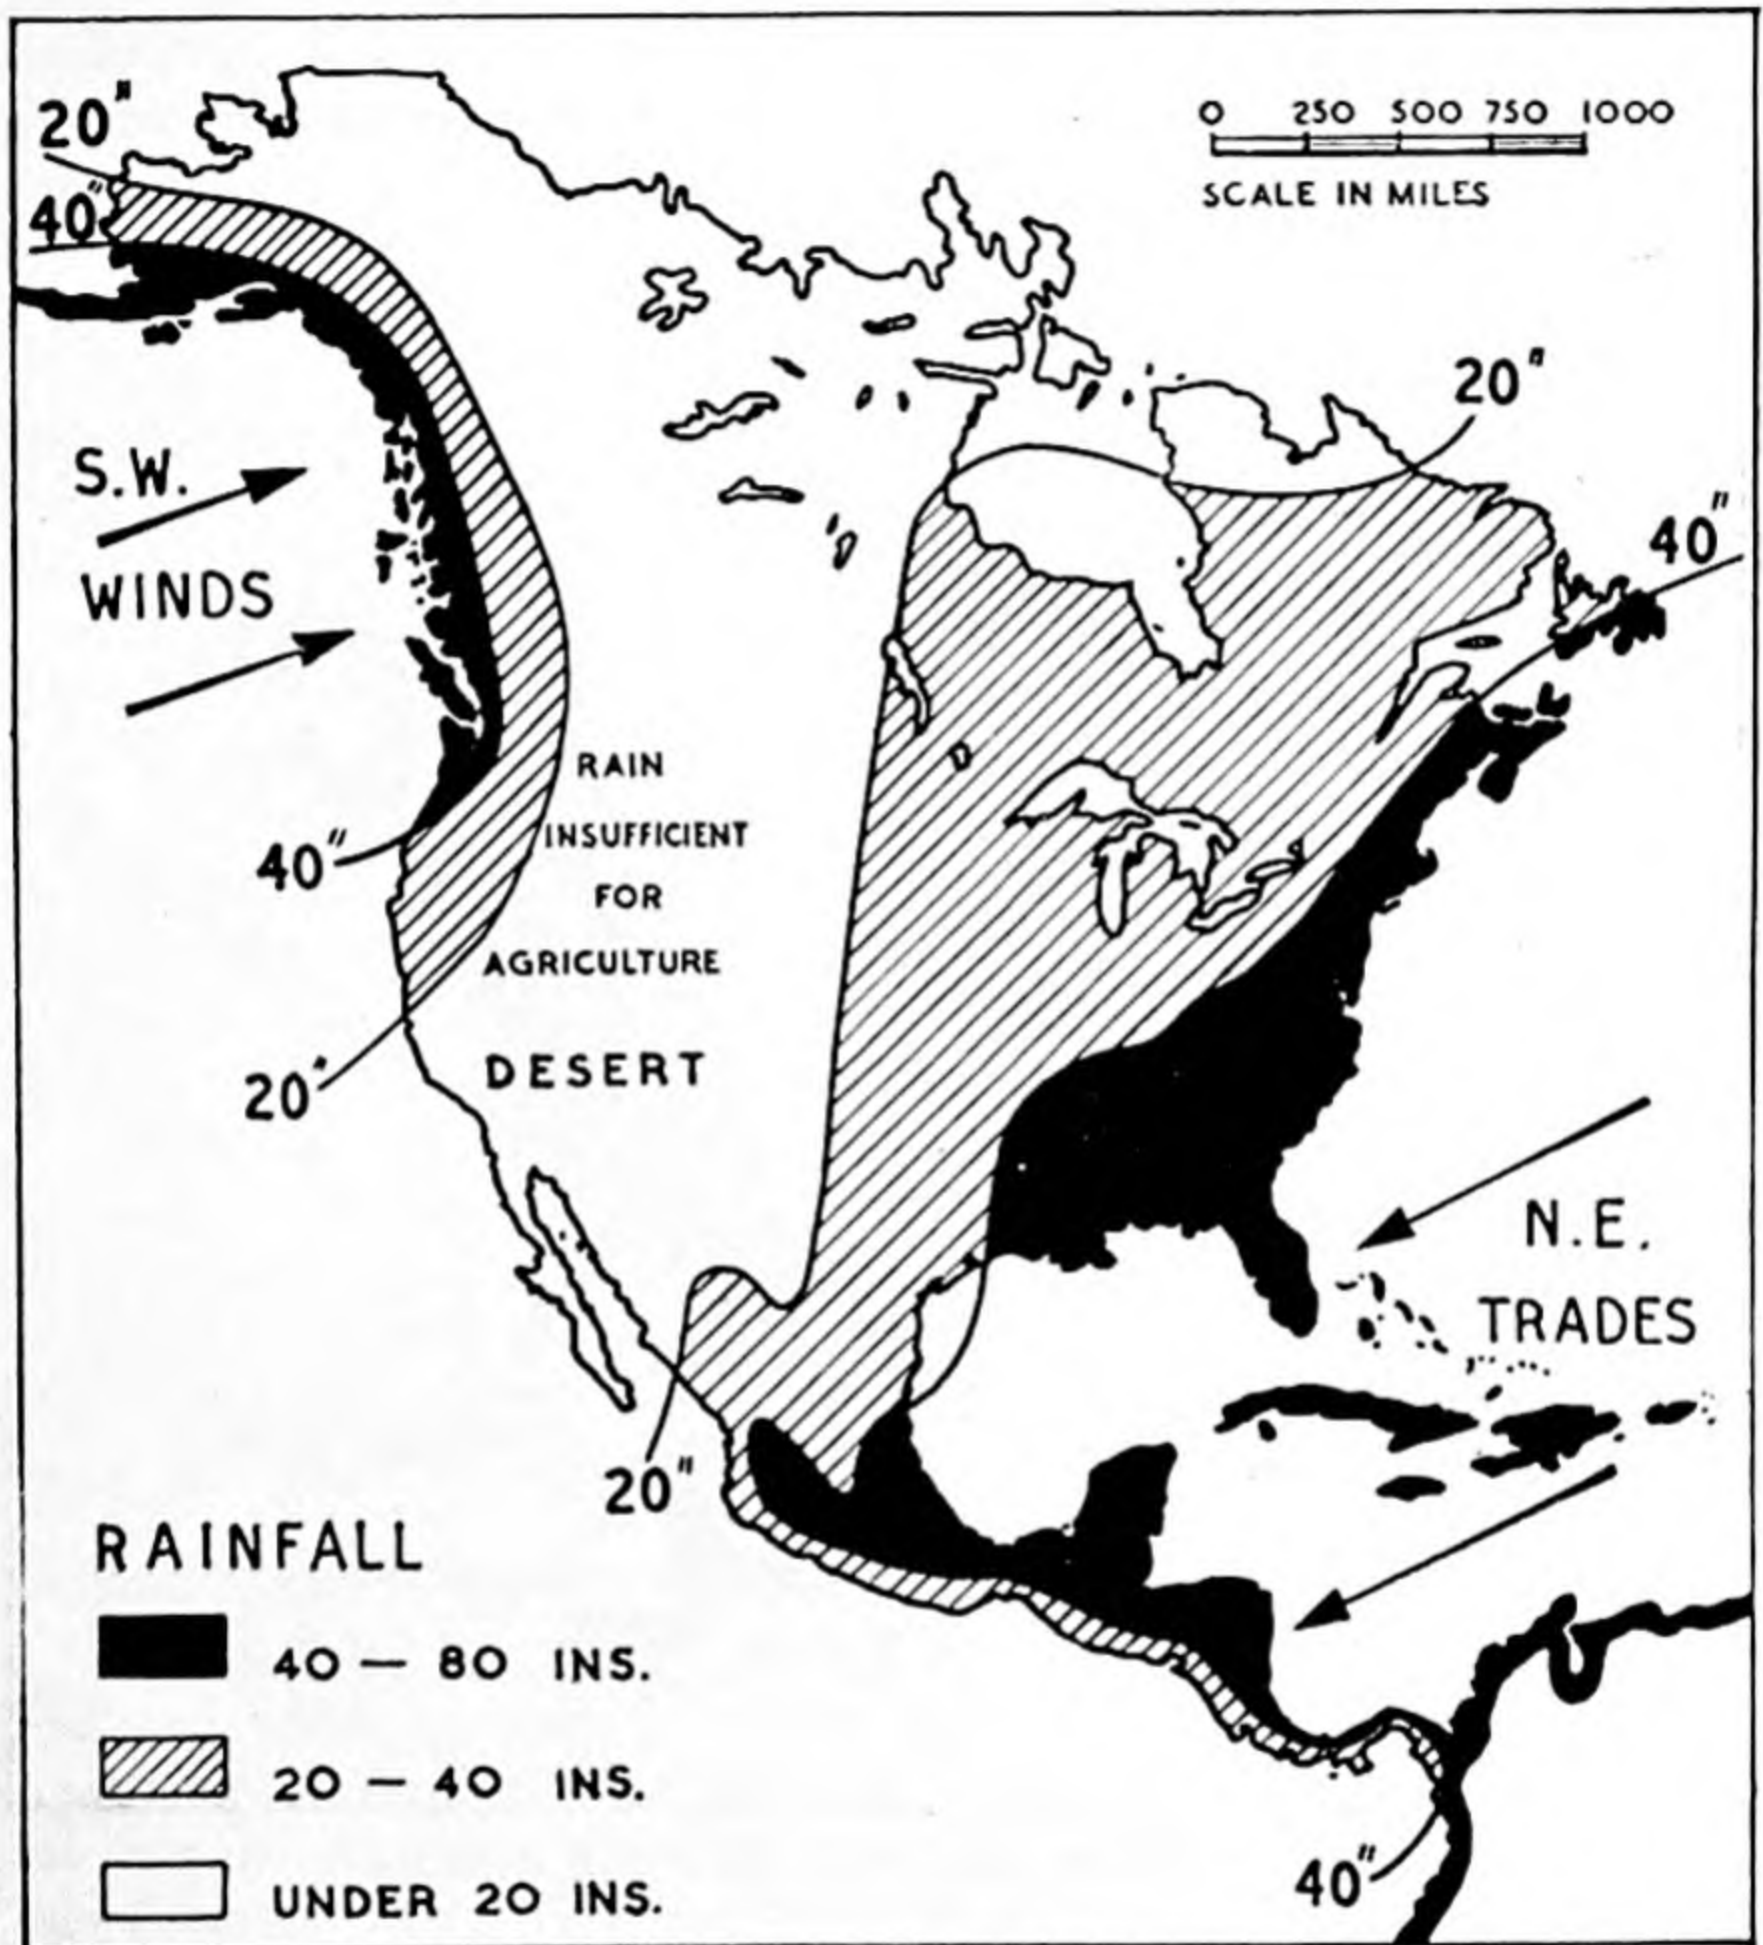 20"
40"
0 250 500 750 1000
SCALE IN MILES
20"
40"
S.W.
WINDS
RAIN
INSUFFICIENT
FOR
AGRICULTURE
DESERT
40"
20"
N.E.
TRADES
20"
RAINFALL
40 — 80 INS.
20 — 40 INS.
UNDER 20 INS.
40"